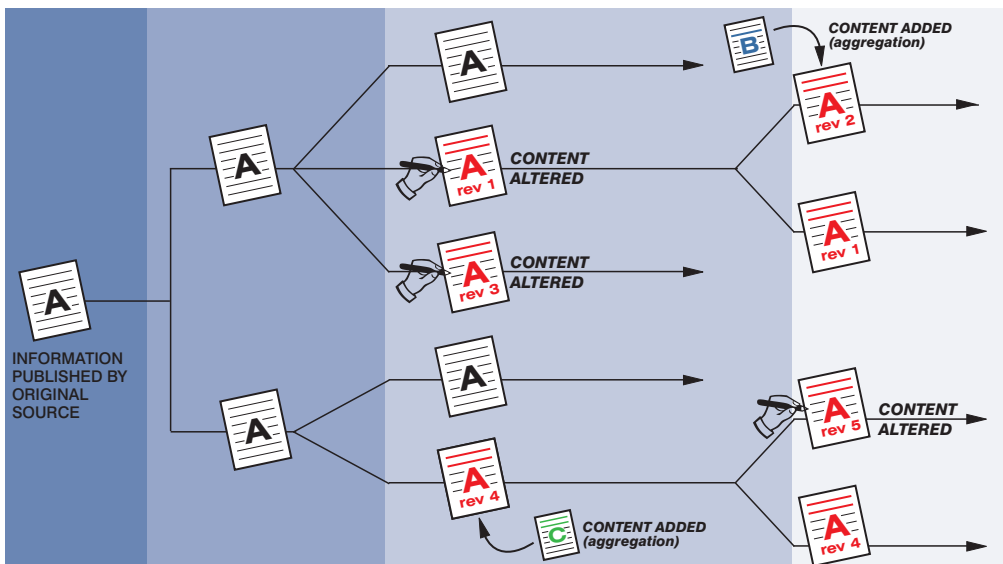 A
INFORMATION
PUBLISHED BY
ORIGINAL
SOURCE
A
A
A
A
rev 1
CONTENT
ALTERED
A
rev 3
CONTENT
ALTERED
A
A
rev 4
C
CONTENT ADDED
(aggregation)
B
CONTENT ADDED
(aggregation)
A
rev 2
A
rev 1
A
rev 5
CONTENT
ALTERED
A
rev 4